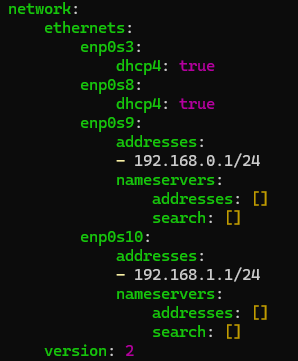 network:
    ethernets:
        enp0s3:
            dhcp4: true
        enp0s8:
            dhcp4: true
        enp0s9:
            addresses:
            - 192.168.0.1/24
            nameservers:
                addresses: []
                search: []
        enp0s10:
            addresses:
            - 192.168.1.1/24
            nameservers:
                addresses: []
                search: []
    version: 2